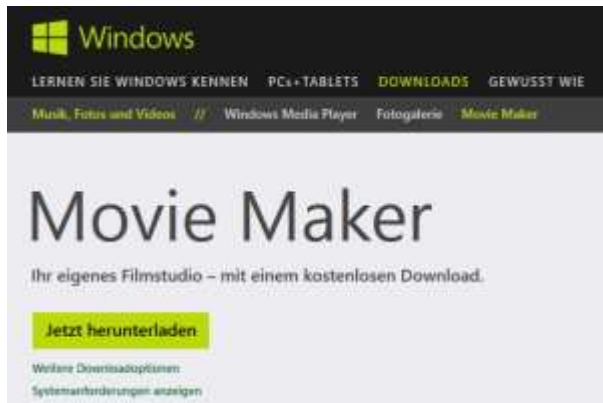 Windows
LERNEN SIE WINDOWS KENNEN PCs+TABLETS DOWNLOADS GEWUSST WIE
Musik, Fotos und Videos // Windows Media Player Fotogalerie Movie Maker
Movie Maker
Ihr eigenes Filmstudio – mit einem kostenlosen Download.
Jetzt herunterladen
Weitere Downloadoptionen
Systemanforderungen anzeigen